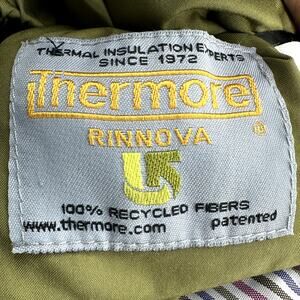 THERMAL INSULATION EXPERTS
SINCE 1972
Thermore
RINNOVA ®
100% RECYCLED FIBERS
www.thermore.com patented